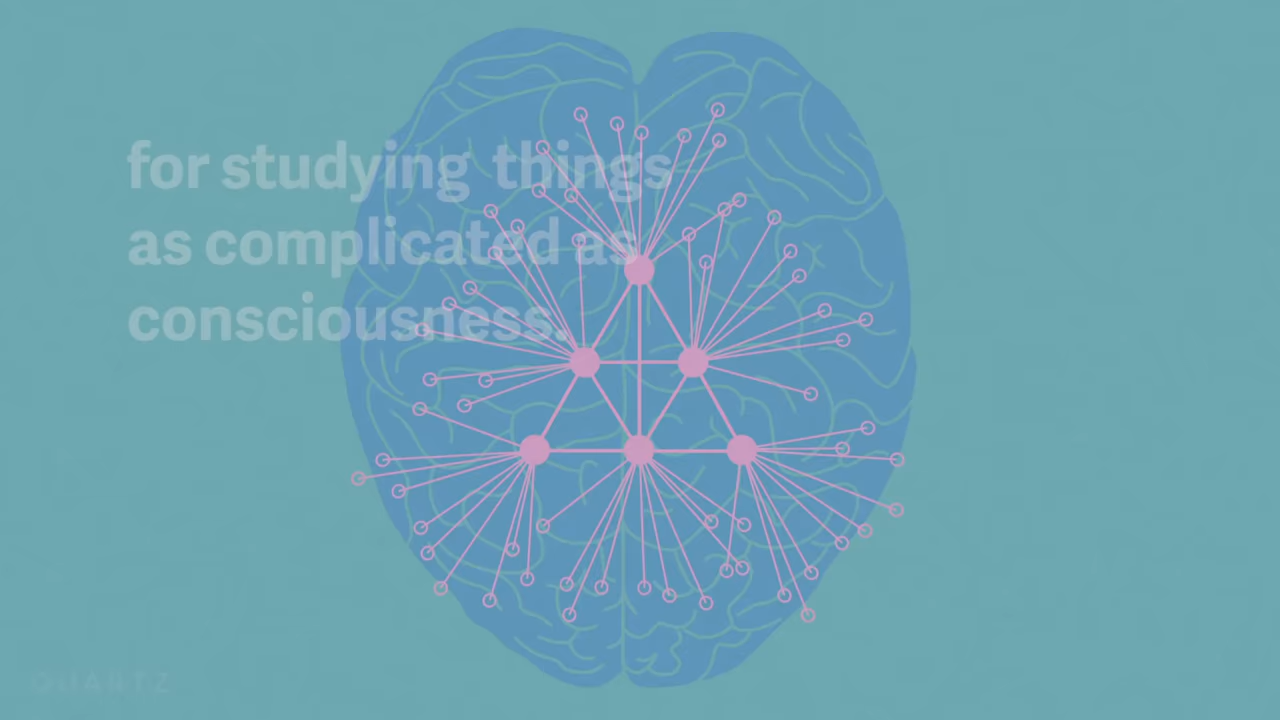 for studying things
as complicated as
consciousness.
QUARTZ